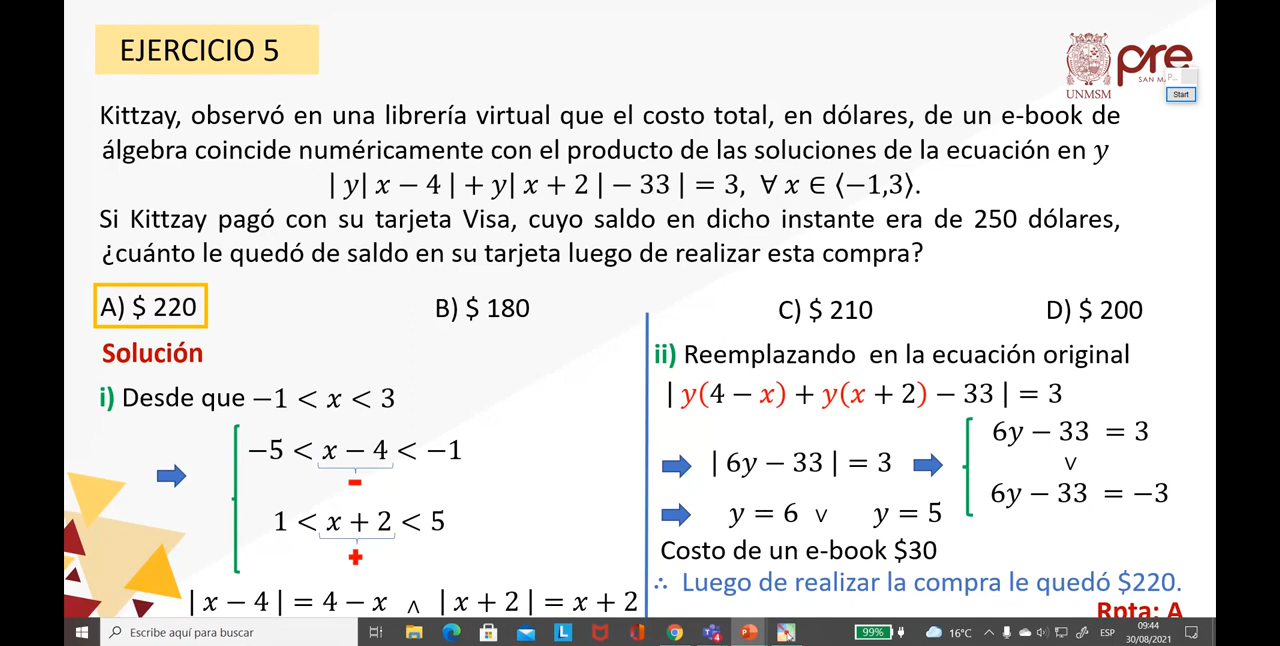 EJERCICIO 5
UNMSM
pre
SAN M
P...
Start
Kittzay, observó en una librería virtual que el costo total, en dólares, de un e-book de
álgebra coincide numéricamente con el producto de las soluciones de la ecuación en y
| y| x − 4 | + y| x + 2 | − 33 | = 3, ∀ x ∈ ⟨−1,3⟩.
Si Kittzay pagó con su tarjeta Visa, cuyo saldo en dicho instante era de 250 dólares,
¿cuánto le quedó de saldo en su tarjeta luego de realizar esta compra?
A) $ 220 B) $ 180 C) $ 210 D) $ 200
Solución
i) Desde que −1 < x < 3
−5 < x − 4 < −1
−
1 < x + 2 < 5
+
| x − 4 | = 4 − x ∧ | x + 2 | = x + 2
ii) Reemplazando en la ecuación original
| y(4 − x) + y(x + 2) − 33 | = 3
| 6y − 33 | = 3
6y − 33 = 3
∨
6y − 33 = −3
y = 6 ∨ y = 5
Costo de un e-book $30
∴ Luego de realizar la compra le quedó $220.
Rpta: A
Escribe aquí para buscar
99%
16°C
ESP
09:44
30/08/2021